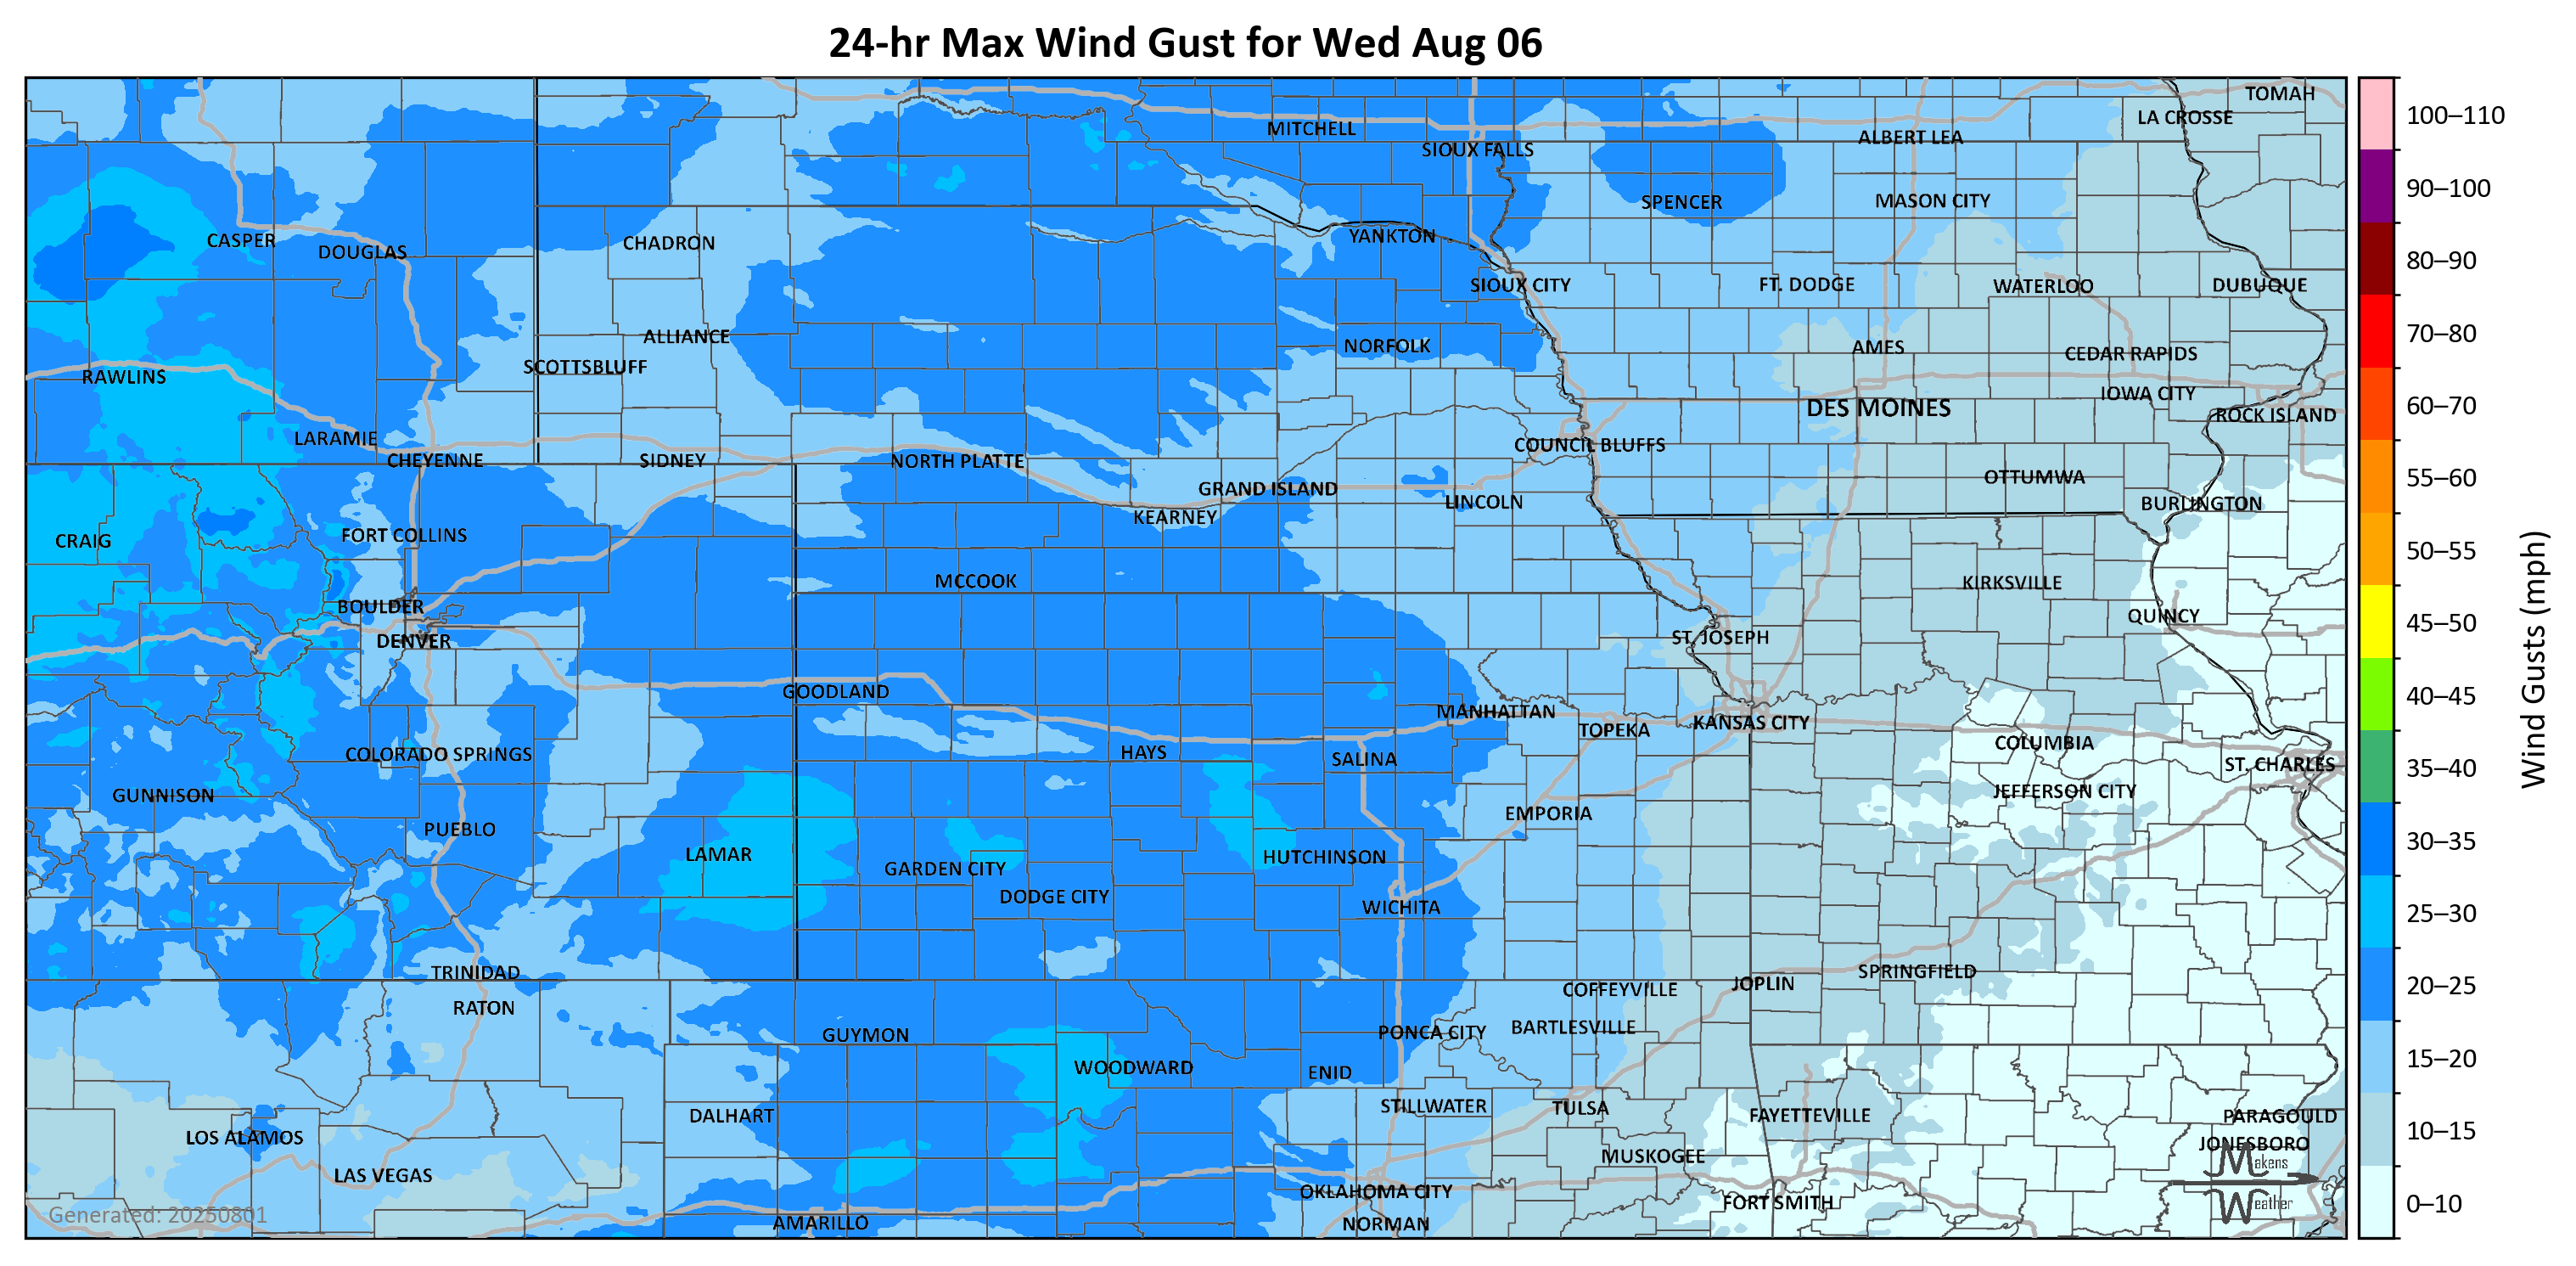 24-hr Max Wind Gust for Wed Aug 06
TOMAH
LA CROSSE
MITCHELL
ALBERT LEA
SIOUX FALLS
SPENCER
MASON CITY
YANKTON
CASPER
CHADRON
DOUGLAS
SIOUX CITY
FT. DODGE
WATERLOO
DUBUQUE
ALLIANCE
NORFOLK
AMES
CEDAR RAPIDS
SCOTTSBLUFF
RAWLINS
IOWA CITY
DES MOINES
ROCK ISLAND
LARAMIE
COUNCIL BLUFFS
CHEYENNE
SIDNEY
NORTH PLATTE
OTTUMWA
GRAND ISLAND
LINCOLN
BURLINGTON
KEARNEY
FORT COLLINS
CRAIG
MCCOOK
KIRKSVILLE
BOULDER
QUINCY
DENVER
ST. JOSEPH
GOODLAND
MANHATTAN
KANSAS CITY
TOPEKA
COLUMBIA
COLORADO SPRINGS
HAYS
SALINA
ST. CHARLES
GUNNISON
JEFFERSON CITY
EMPORIA
PUEBLO
LAMAR
HUTCHINSON
GARDEN CITY
DODGE CITY
WICHITA
TRINIDAD
SPRINGFIELD
JOPLIN
COFFEYVILLE
RATON
GUYMON
PONCA CITY
BARTLESVILLE
WOODWARD
ENID
STILLWATER
TULSA
DALHART
FAYETTEVILLE
PARAGOULD
LOS ALAMOS
JONESBORO
MUSKOGEE
LAS VEGAS
OKLAHOMA CITY
FORT SMITH
AMARILLO
NORMAN
Generated: 20250801
Makens
Weather
100–110
90–100
80–90
70–80
60–70
55–60
50–55
45–50
40–45
35–40
30–35
25–30
20–25
15–20
10–15
0–10
Wind Gusts (mph)